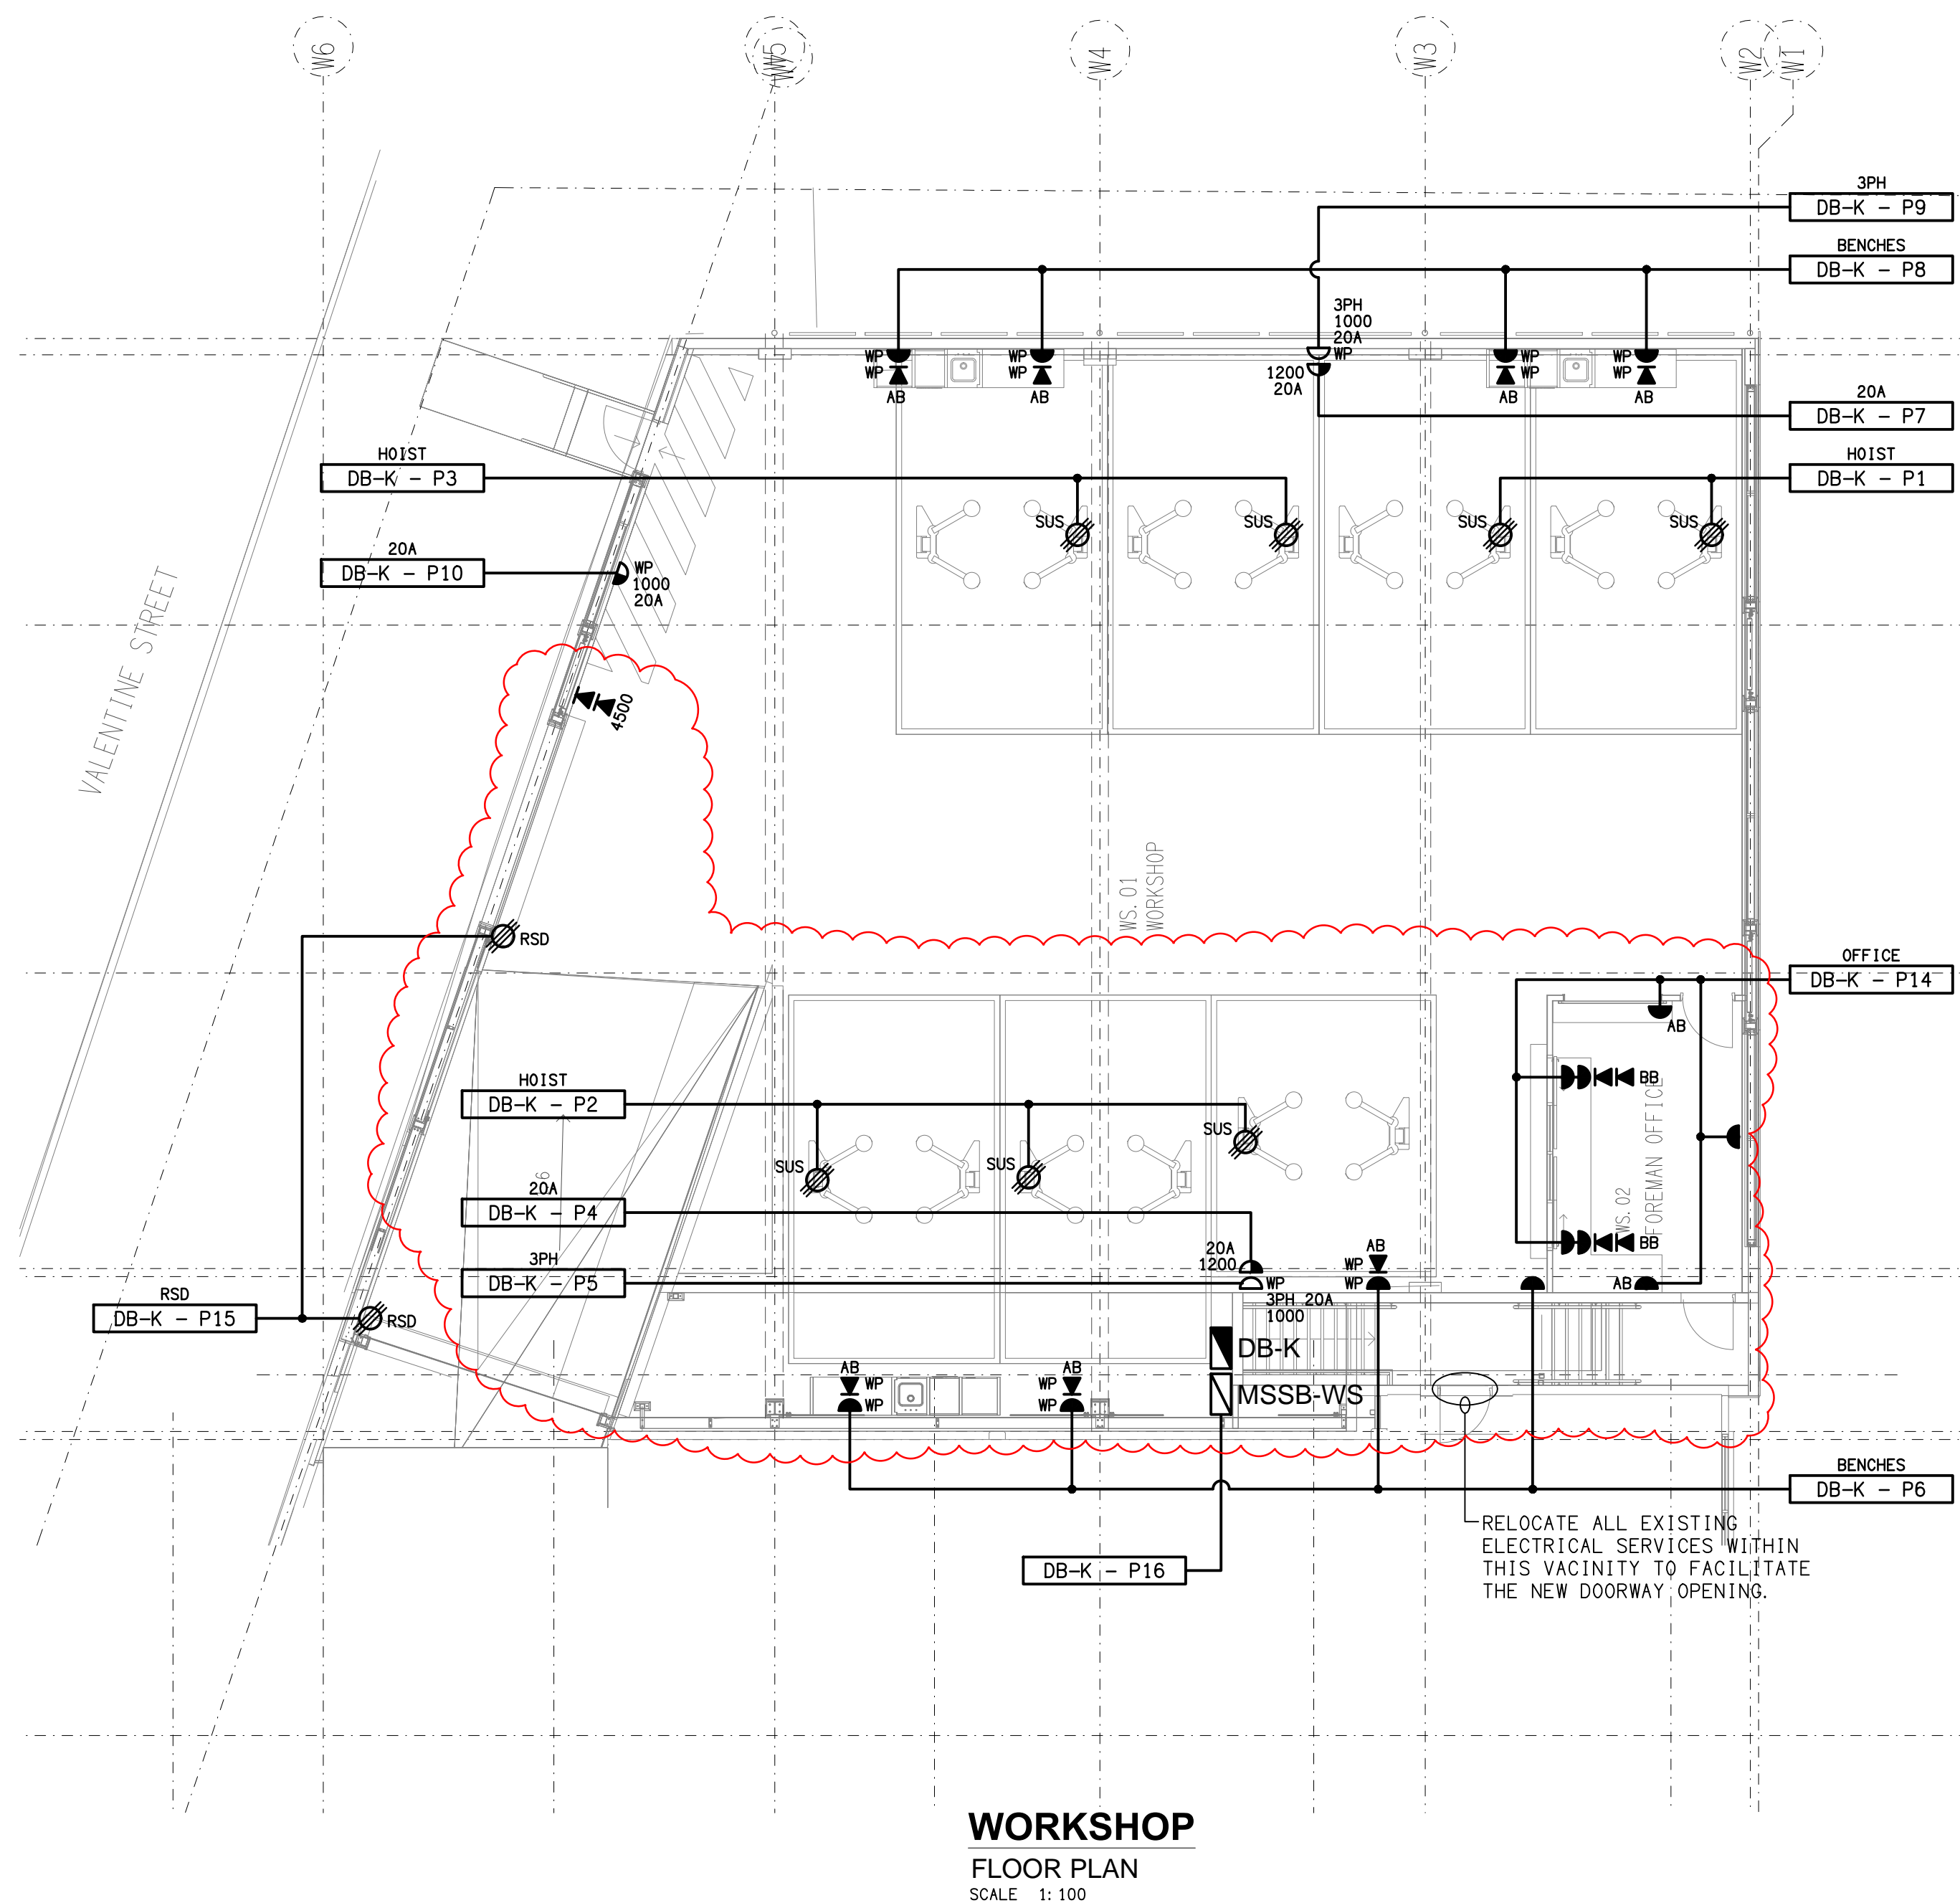 W6
W5
W4
W3
W2
W1
3PH
DB-K - P9
BENCHES
DB-K - P8
3PH
1000
20A
WP
1200
20A
WP
WP
AB
WP
WP
AB
WP
WP
AB
WP
WP
AB
20A
DB-K - P7
HOIST
DB-K - P3
HOIST
DB-K - P1
SUS
SUS
SUS
SUS
20A
DB-K - P10
WP
1000
20A
VALENTINE STREET
4500
WS.01
WORKSHOP
RSD
OFFICE
DB-K - P14
AB
BB
HOIST
DB-K - P2
SUS
SUS
SUS
6
WS.02
FOREMAN OFFICE
20A
DB-K - P4
BB
3PH
DB-K - P5
20A
1200
WP
3PH 20A
1000
AB
WP
WP
AB
RSD
DB-K - P15
RSD
DB-K
MSSB-WS
AB
WP
WP
AB
WP
WP
BENCHES
DB-K - P6
RELOCATE ALL EXISTING
ELECTRICAL SERVICES WITHIN
THIS VACINITY TO FACILITATE
THE NEW DOORWAY OPENING.
DB-K - P16
WORKSHOP
FLOOR PLAN
SCALE 1:100